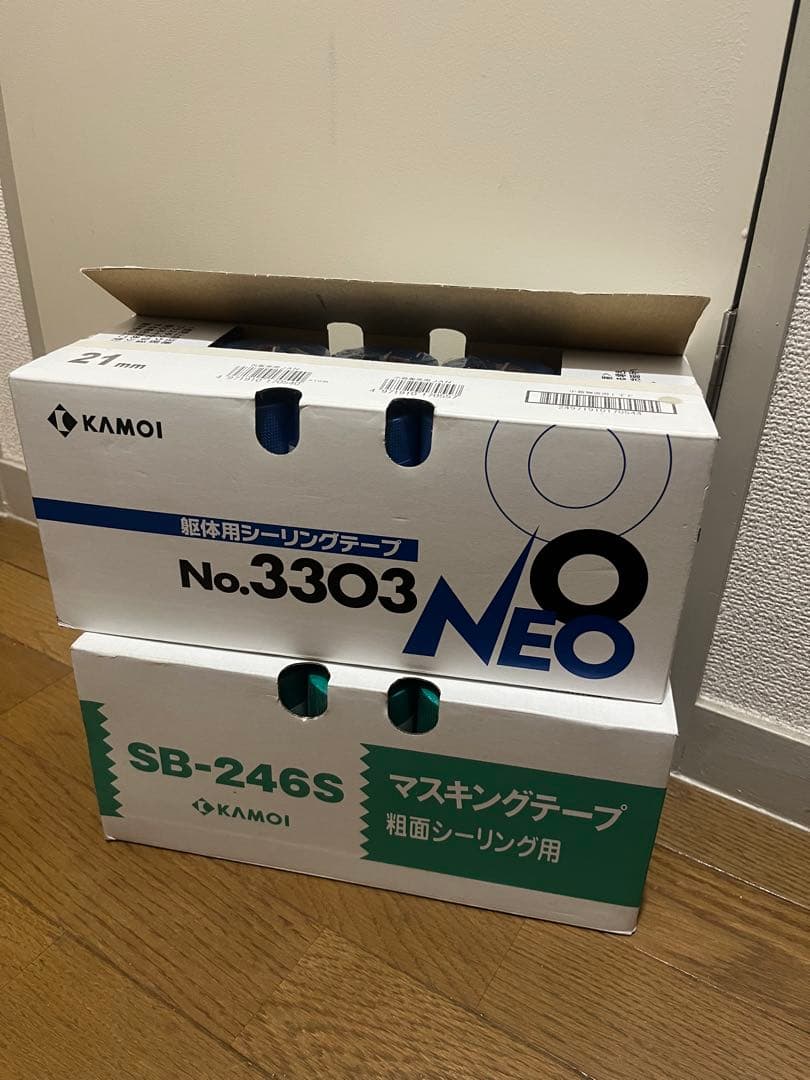 21mm
KAMOI
24971910170544
躯体用シーリングテープ
No.3303
NEO
SB-246S
KAMOI
マスキングテープ
粗面シーリング用